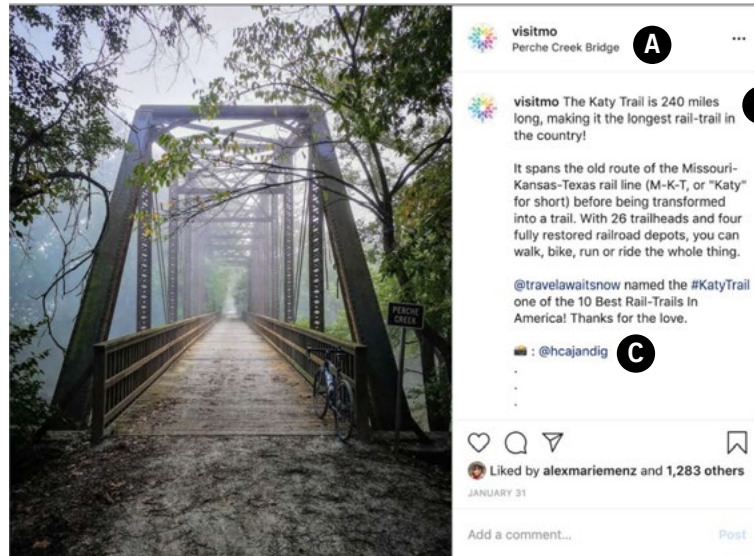 visitmo
Perche Creek Bridge
A
...
visitmo The Katy Trail is 240 miles
long, making it the longest rail-trail in
the country!
It spans the old route of the Missouri-
Kansas-Texas rail line (M-K-T, or "Katy"
for short) before being transformed
into a trail. With 26 trailheads and four
fully restored railroad depots, you can
walk, bike, run or ride the whole thing.
@travelawaitsnow named the #KatyTrail
one of the 10 Best Rail-Trails In
America! Thanks for the love.
📸 : @hcajandig
C
.
.
.
PERCHE
CREEK
Liked by alexmariemenz and 1,283 others
JANUARY 31
Add a comment...
Post